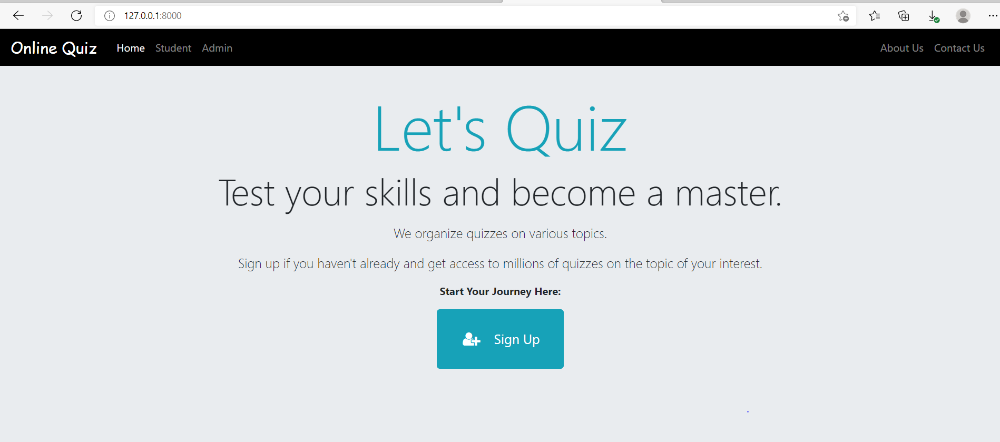 127.0.0.1:8000
Online Quiz Home Student Admin About Us Contact Us
Let's Quiz
Test your skills and become a master.
We organize quizzes on various topics.
Sign up if you haven't already and get access to millions of quizzes on the topic of your interest.
Start Your Journey Here:
Sign Up